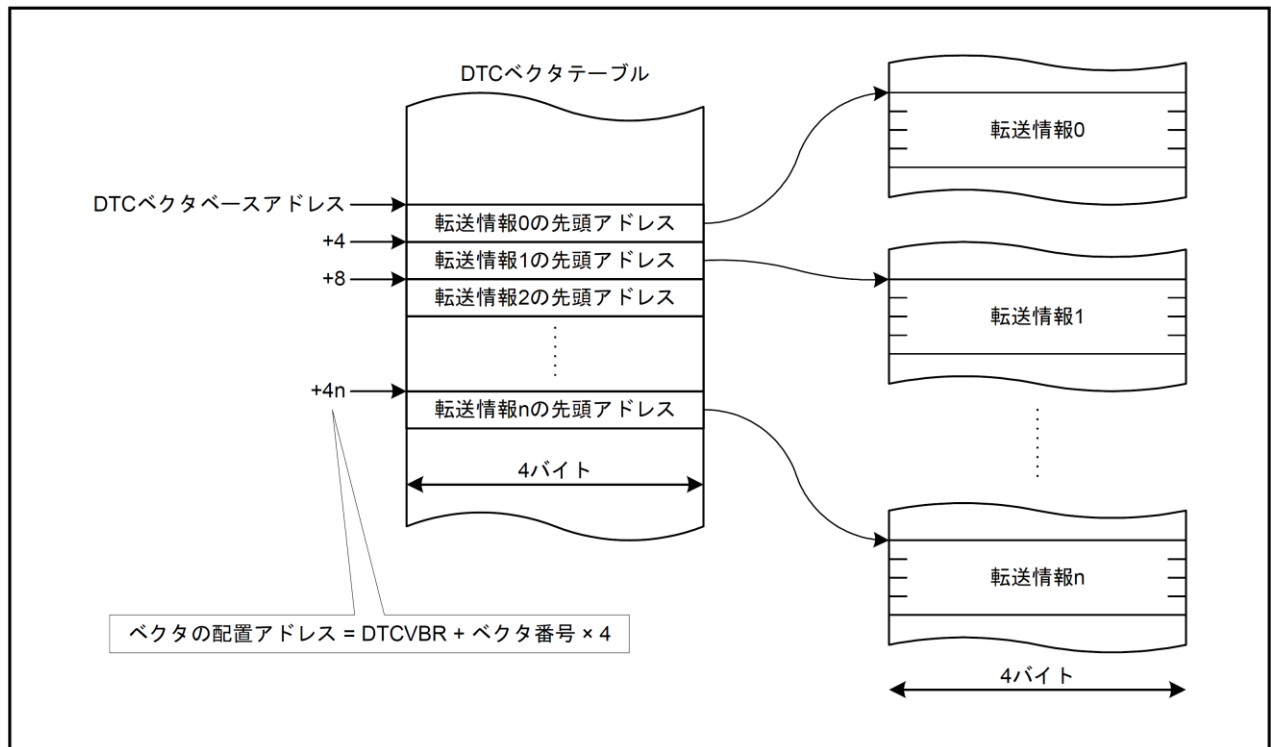 DTCベクタテーブル
DTCベクタベースアドレス
転送情報0の先頭アドレス
+4
転送情報1の先頭アドレス
+8
転送情報2の先頭アドレス
+4n
転送情報nの先頭アドレス
4バイト
ベクタの配置アドレス = DTCVBR + ベクタ番号 × 4
転送情報0
転送情報1
転送情報n
4バイト